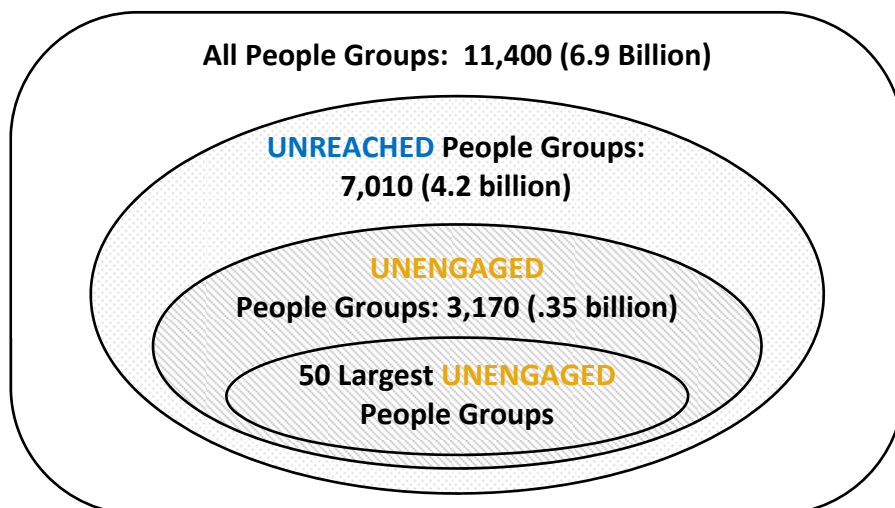 All People Groups:  11,400 (6.9 Billion)
UNREACHED People Groups:
7,010 (4.2 billion)
UNENGAGED
People Groups: 3,170 (.35 billion)
50 Largest UNENGAGED
People Groups